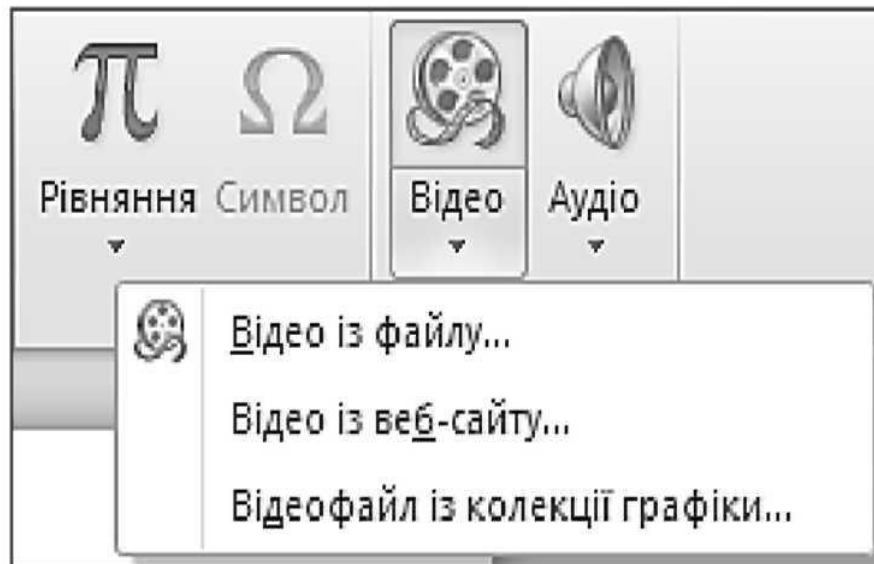 Рівняння Символ Відео Аудіо
Відео із файлу...
Відео із веб-сайту...
Відеофайл із колекції графіки...